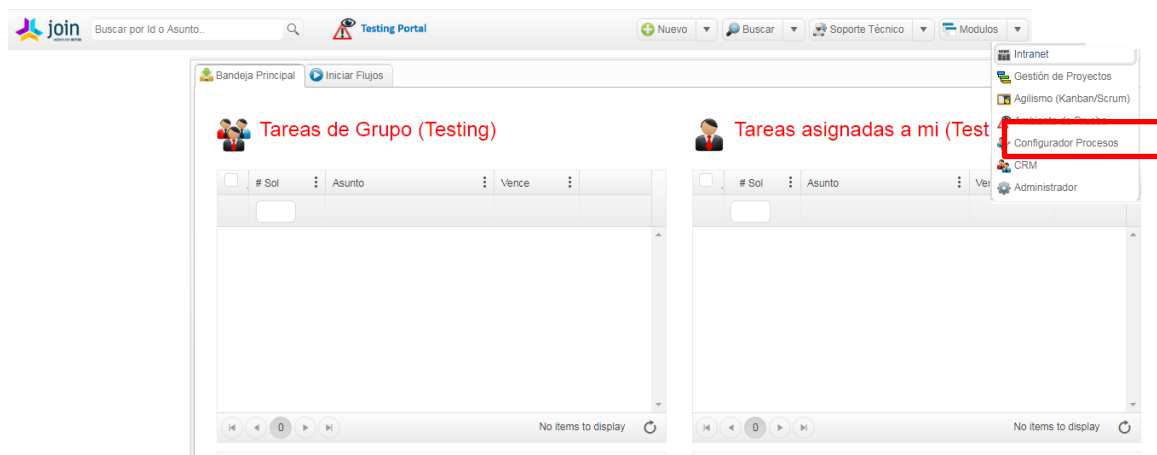 join
Buscar por Id o Asunto..
Testing Portal
Nuevo
Buscar
Soporte Técnico
Modulos
Intranet
Gestión de Proyectos
Agilismo (Kanban/Scrum)
Configurador Procesos
CRM
Administrador
Bandeja Principal
Iniciar Flujos
Tareas de Grupo (Testing)
# Sol
Asunto
Vence
0
No items to display
Tareas asignadas a mi (Test
# Sol
Asunto
0
No items to display